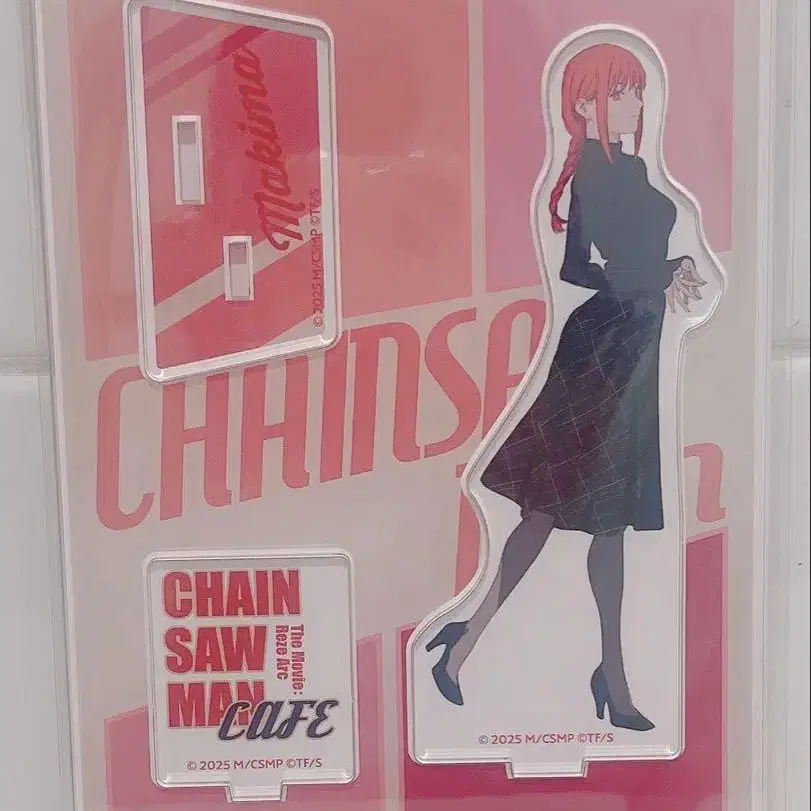 Makima
© 2025 M/CSMP ©TF/S
CHAINSA
CHAIN
SAW
MAN
The Movie:
Reze Arc
CAFE
© 2025 M/CSMP ©TF/S
© 2025 M/CSMP ©TF/S